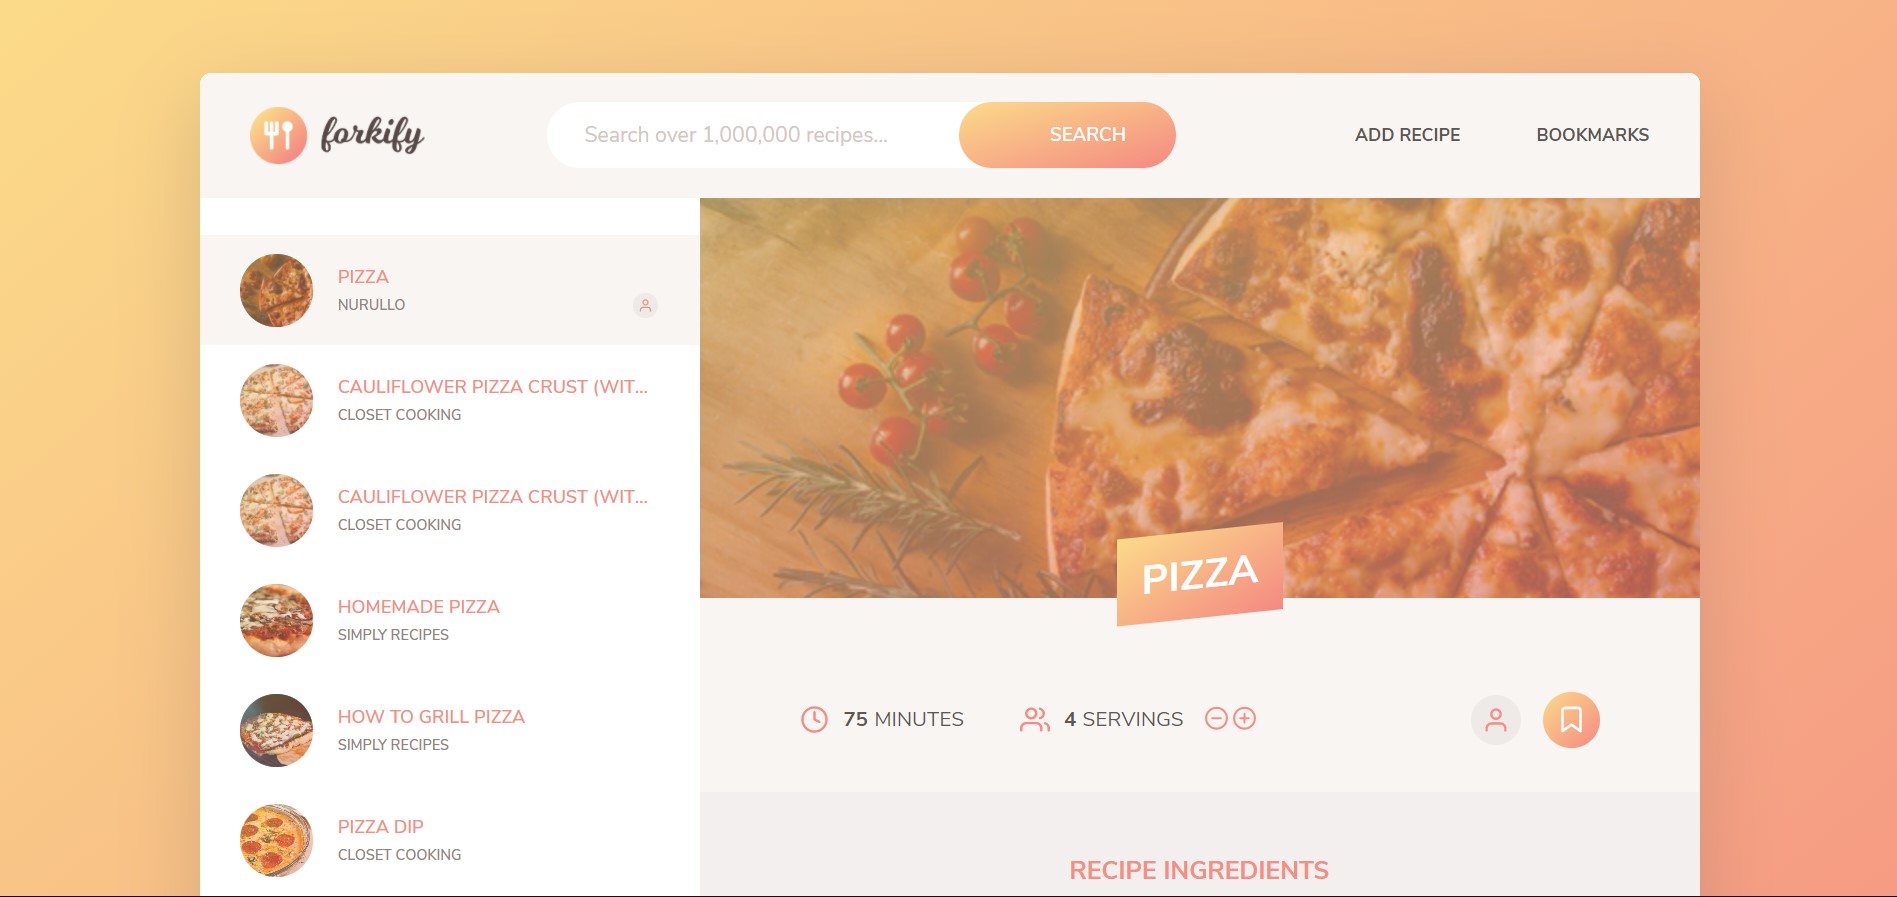 forkify
Search over 1,000,000 recipes...
SEARCH
ADD RECIPE
BOOKMARKS
PIZZA
NURULLO
CAULIFLOWER PIZZA CRUST (WIT...
CLOSET COOKING
CAULIFLOWER PIZZA CRUST (WIT...
CLOSET COOKING
HOMEMADE PIZZA
SIMPLY RECIPES
HOW TO GRILL PIZZA
SIMPLY RECIPES
PIZZA DIP
CLOSET COOKING
PIZZA
75 MINUTES
4 SERVINGS
RECIPE INGREDIENTS